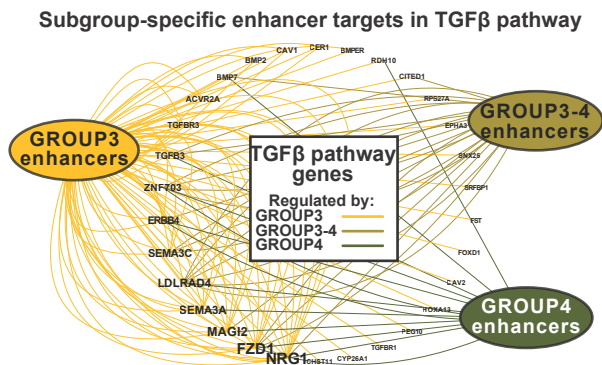 Subgroup-specific enhancer targets in TGFβ pathway
CAV1
CER1
BMPER
BMP2
RDH10
BMP7
CITED1
ACVR2A
RPS27A
GROUP3
enhancers
TGFBR3
EPHA3
GROUP3-4
enhancers
TGFB3
SNX25
ZNF703
SRFBP1
ERBB4
FST
SEMA3C
FOXD1
LDLRAD4
CAV2
SEMA3A
HOXA13
GROUP4
enhancers
MAGI2
PEG10
FZD1
TGFBR1
NRG1
CHST11
CYP26A1
TGFβ pathway
genes
Regulated by:
GROUP3
GROUP3-4
GROUP4